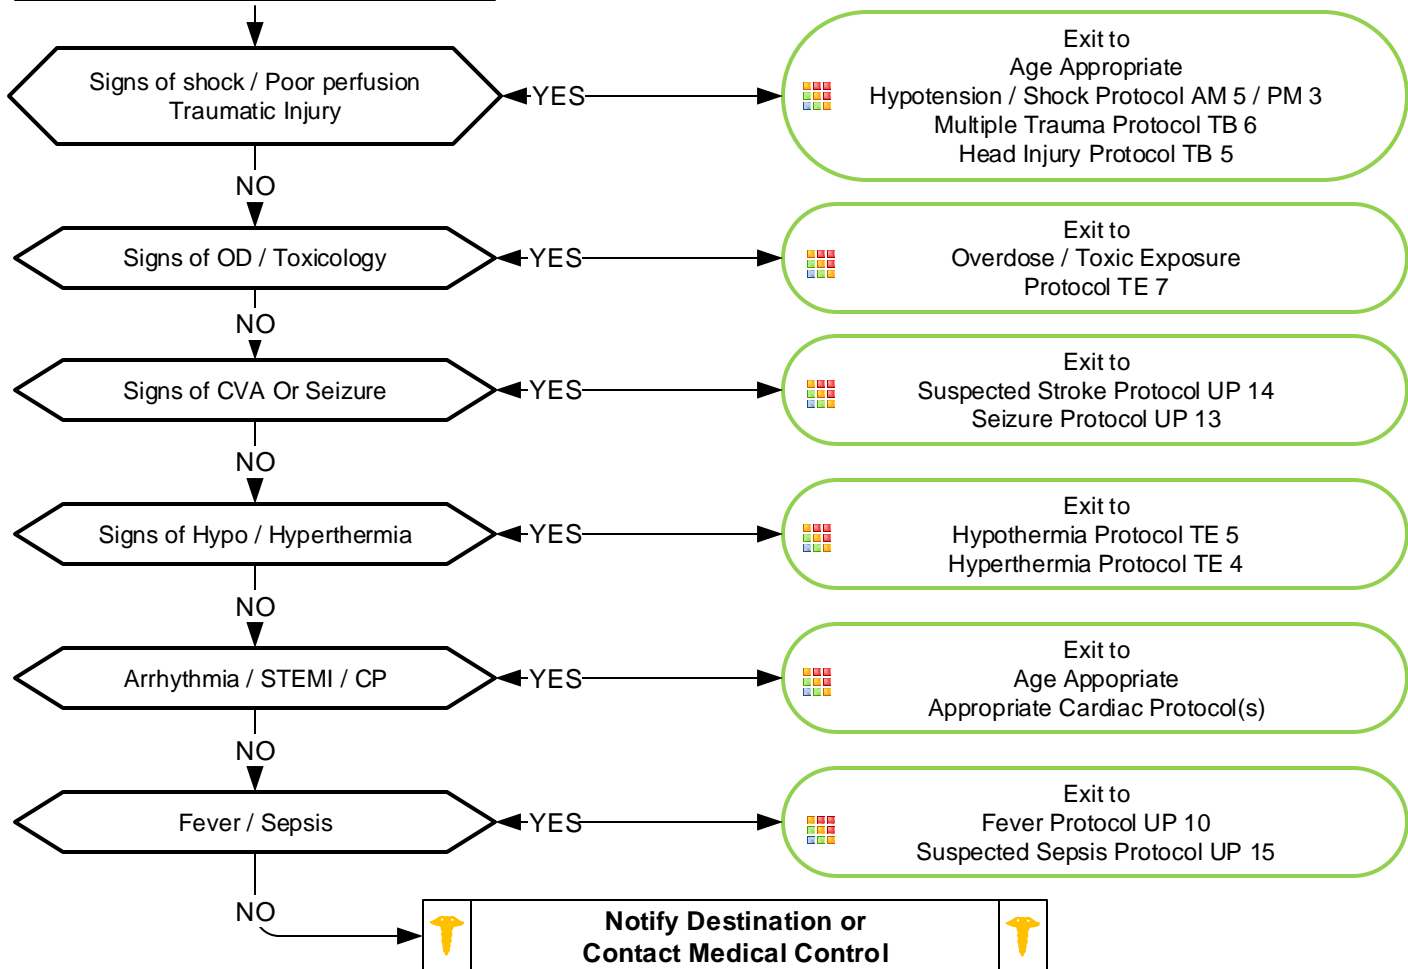 Signs of shock / Poor perfusion
Traumatic Injury
YES
Exit to
Age Appropriate
Hypotension / Shock Protocol AM 5 / PM 3
Multiple Trauma Protocol TB 6
Head Injury Protocol TB 5
NO
Signs of OD / Toxicology
YES
Exit to
Overdose / Toxic Exposure
Protocol TE 7
NO
Signs of CVA Or Seizure
YES
Exit to
Suspected Stroke Protocol UP 14
Seizure Protocol UP 13
NO
Signs of Hypo / Hyperthermia
YES
Exit to
Hypothermia Protocol TE 5
Hyperthermia Protocol TE 4
NO
Arrhythmia / STEMI / CP
YES
Exit to
Age Appopriate
Appropriate Cardiac Protocol(s)
NO
Fever / Sepsis
YES
Exit to
Fever Protocol UP 10
Suspected Sepsis Protocol UP 15
NO
Notify Destination or
Contact Medical Control